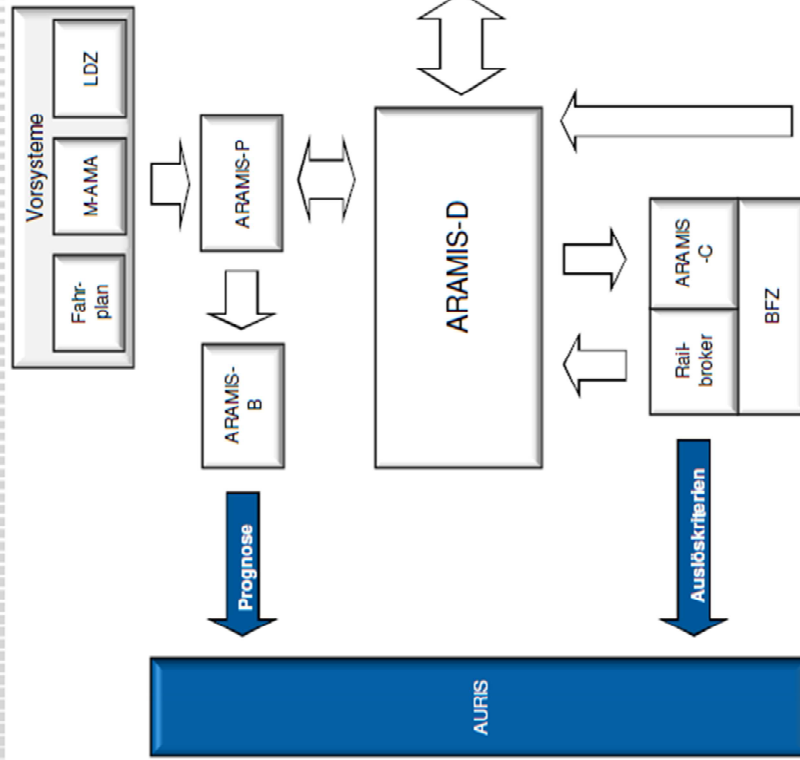 Vorsysteme
Fahr-
plan
M-AMA
LDZ
Prognose
ARAMIS-
B
ARAMIS-P
ARAMIS-D
AURIS
Auslöskriterien
Rail-
broker
ARAMIS
-C
BFZ